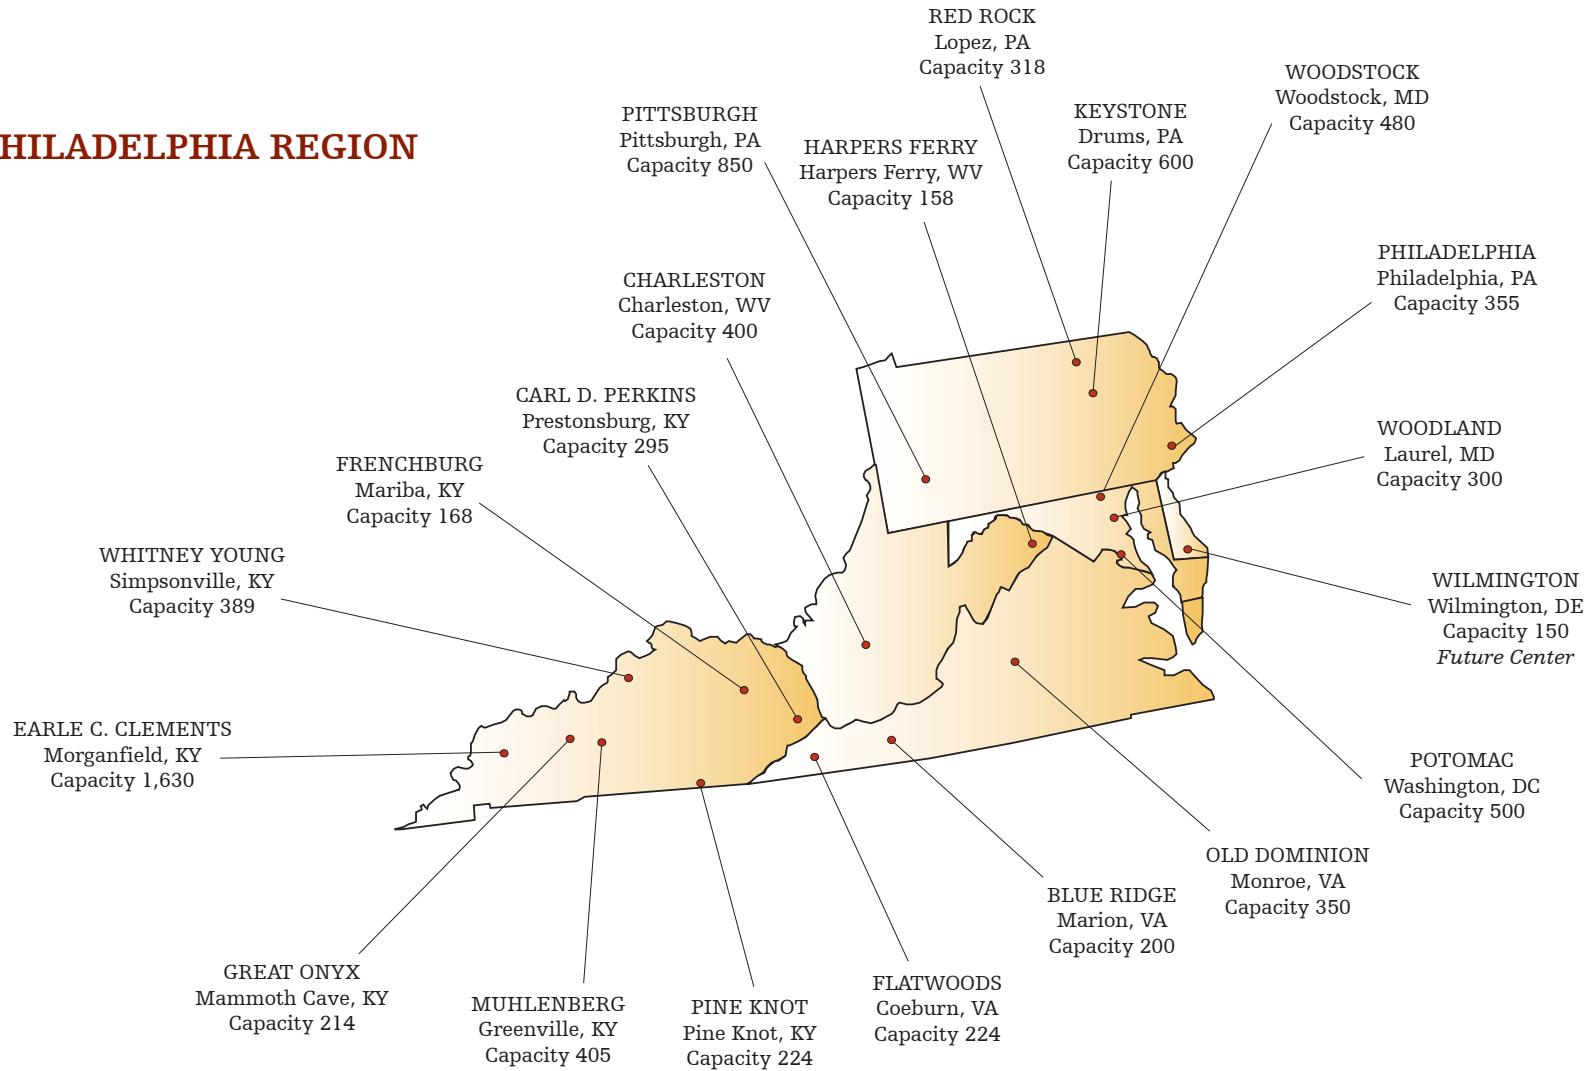 HILADELPHIA REGION
RED ROCK
Lopez, PA
Capacity 318
WOODSTOCK
Woodstock, MD
Capacity 480
PITTSBURGH
Pittsburgh, PA
Capacity 850
KEYSTONE
Drums, PA
Capacity 600
HARPERS FERRY
Harpers Ferry, WV
Capacity 158
PHILADELPHIA
Philadelphia, PA
Capacity 355
CHARLESTON
Charleston, WV
Capacity 400
CARL D. PERKINS
Prestonsburg, KY
Capacity 295
WOODLAND
Laurel, MD
Capacity 300
FRENCHBURG
Mariba, KY
Capacity 168
WHITNEY YOUNG
Simpsonville, KY
Capacity 389
WILMINGTON
Wilmington, DE
Capacity 150
Future Center
EARLE C. CLEMENTS
Morganfield, KY
Capacity 1,630
POTOMAC
Washington, DC
Capacity 500
OLD DOMINION
Monroe, VA
Capacity 350
BLUE RIDGE
Marion, VA
Capacity 200
GREAT ONYX
Mammoth Cave, KY
Capacity 214
MUHLENBERG
Greenville, KY
Capacity 405
PINE KNOT
Pine Knot, KY
Capacity 224
FLATWOODS
Coeburn, VA
Capacity 224